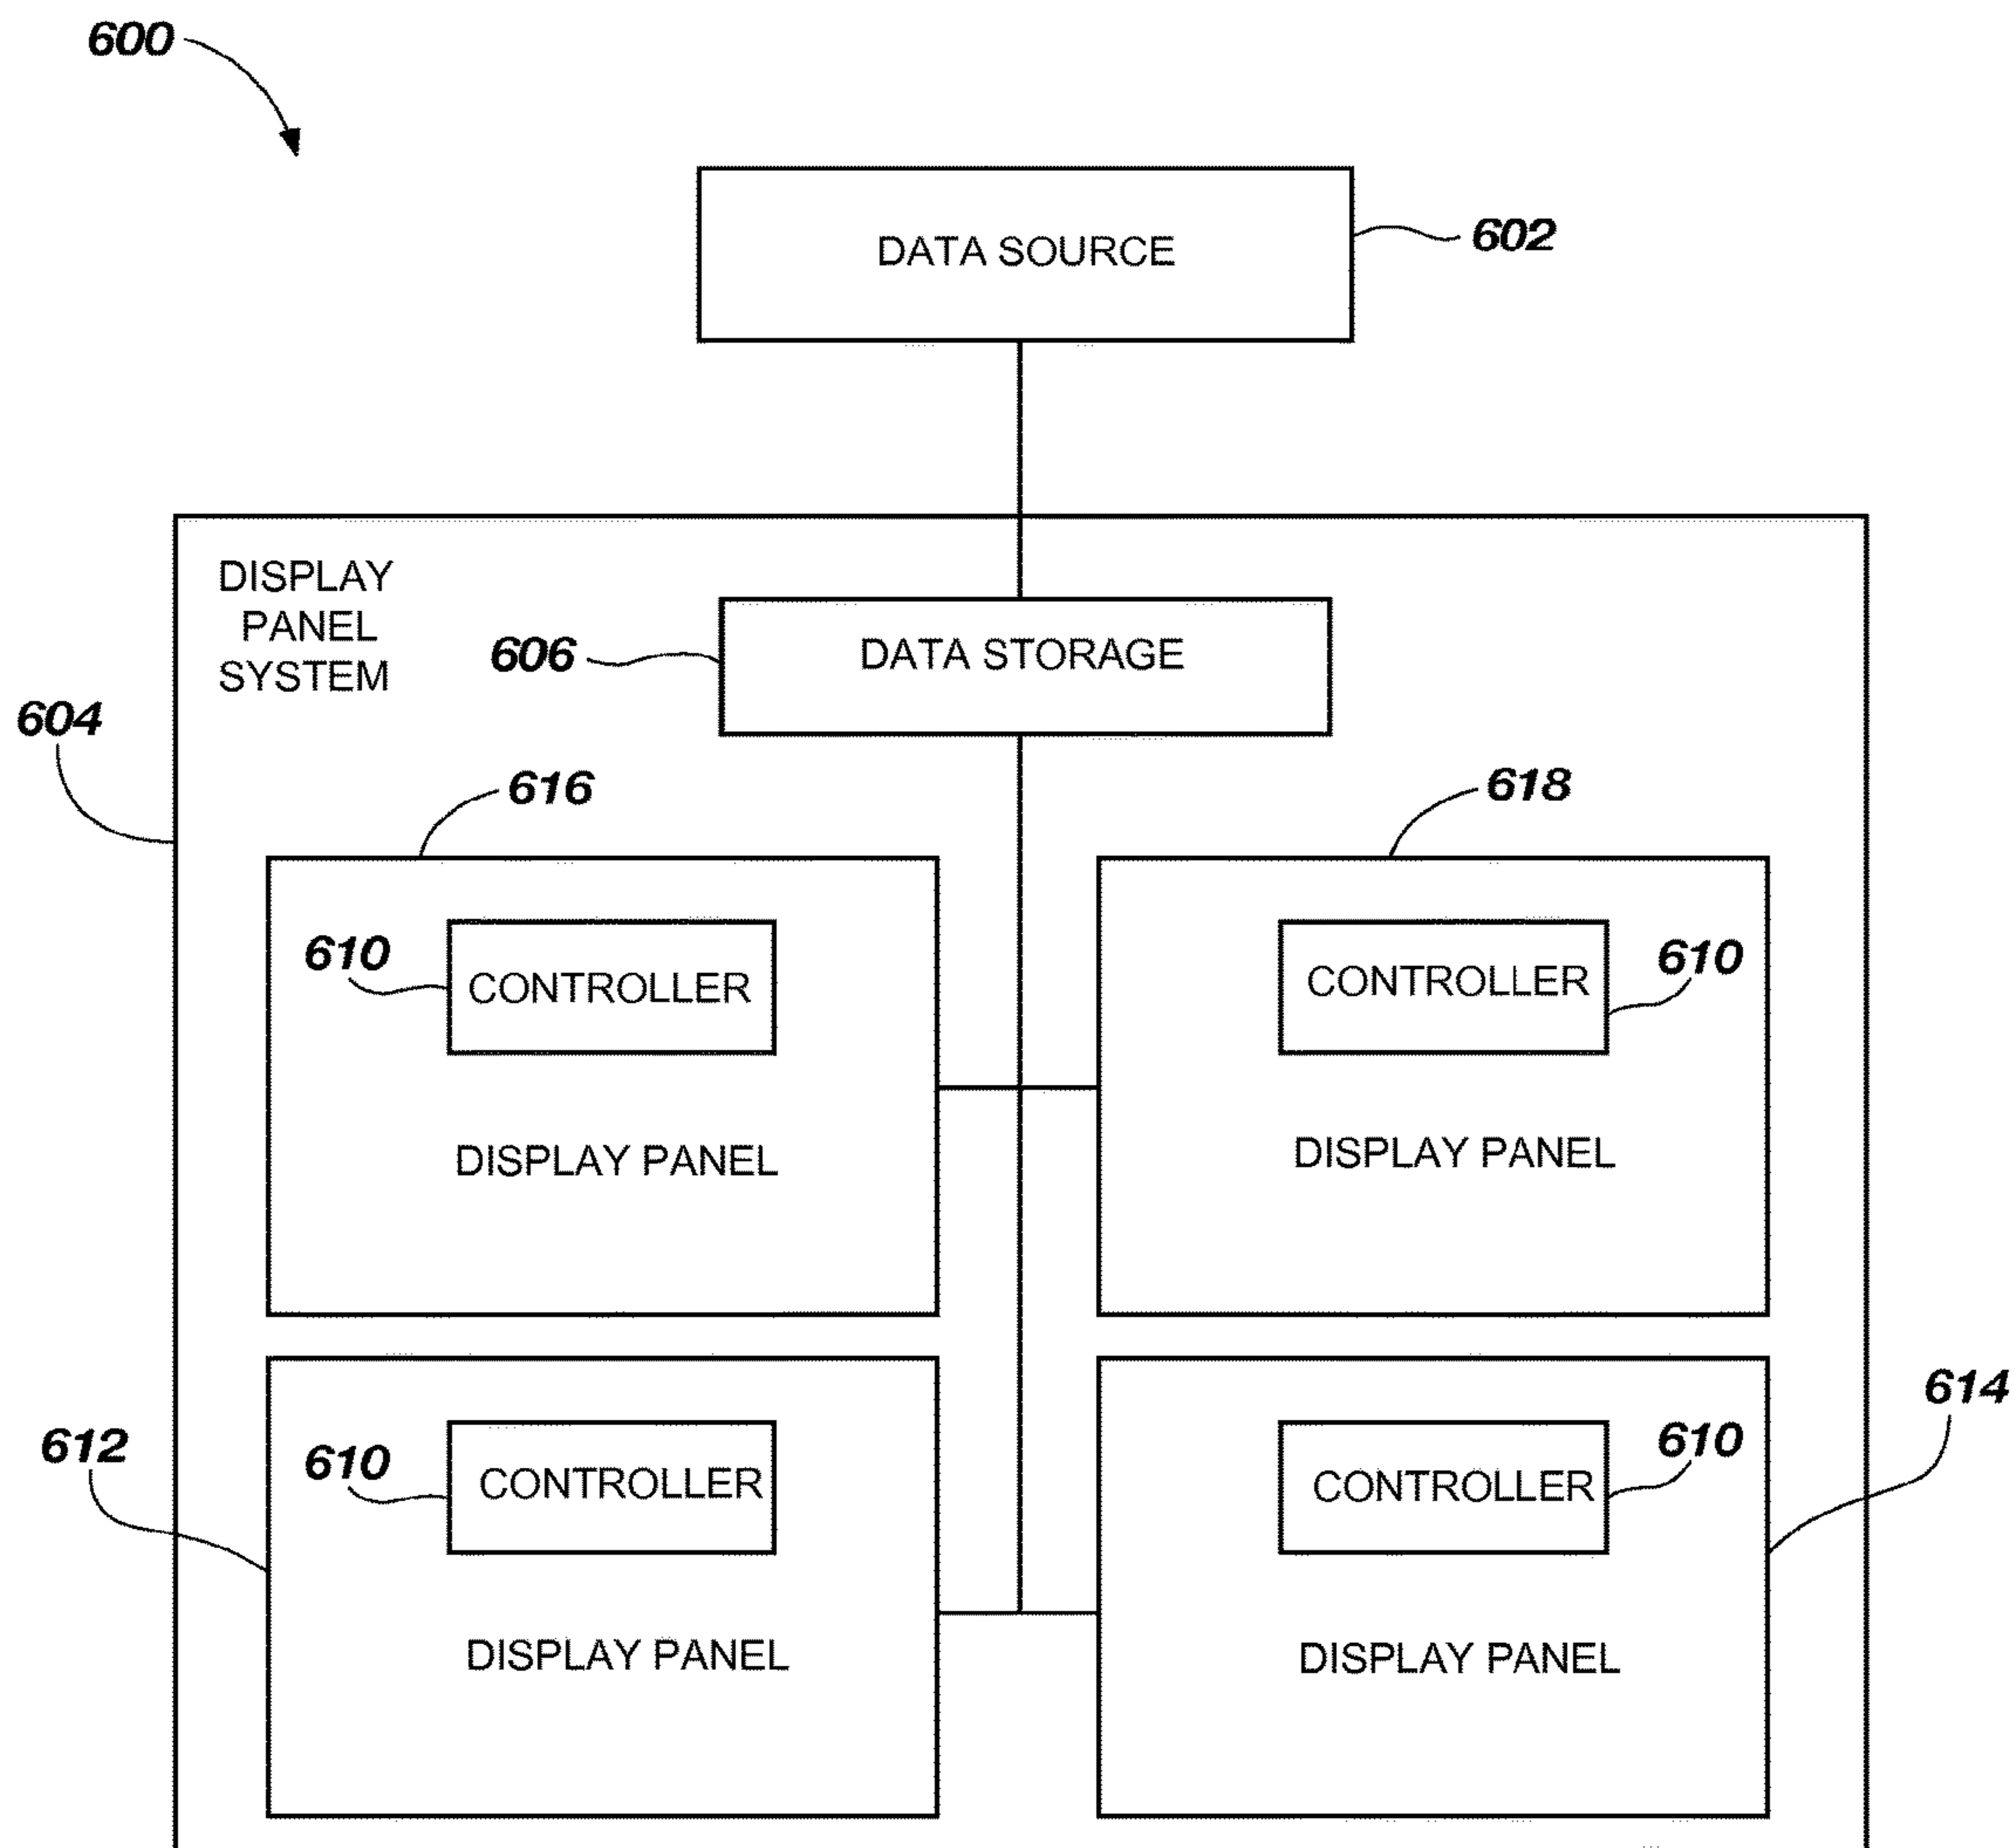 600
DATA SOURCE
602
DISPLAY
PANEL
SYSTEM
606
DATA STORAGE
604
616
618
610
CONTROLLER
CONTROLLER
610
DISPLAY PANEL
DISPLAY PANEL
612
610
CONTROLLER
CONTROLLER
610
614
DISPLAY PANEL
DISPLAY PANEL